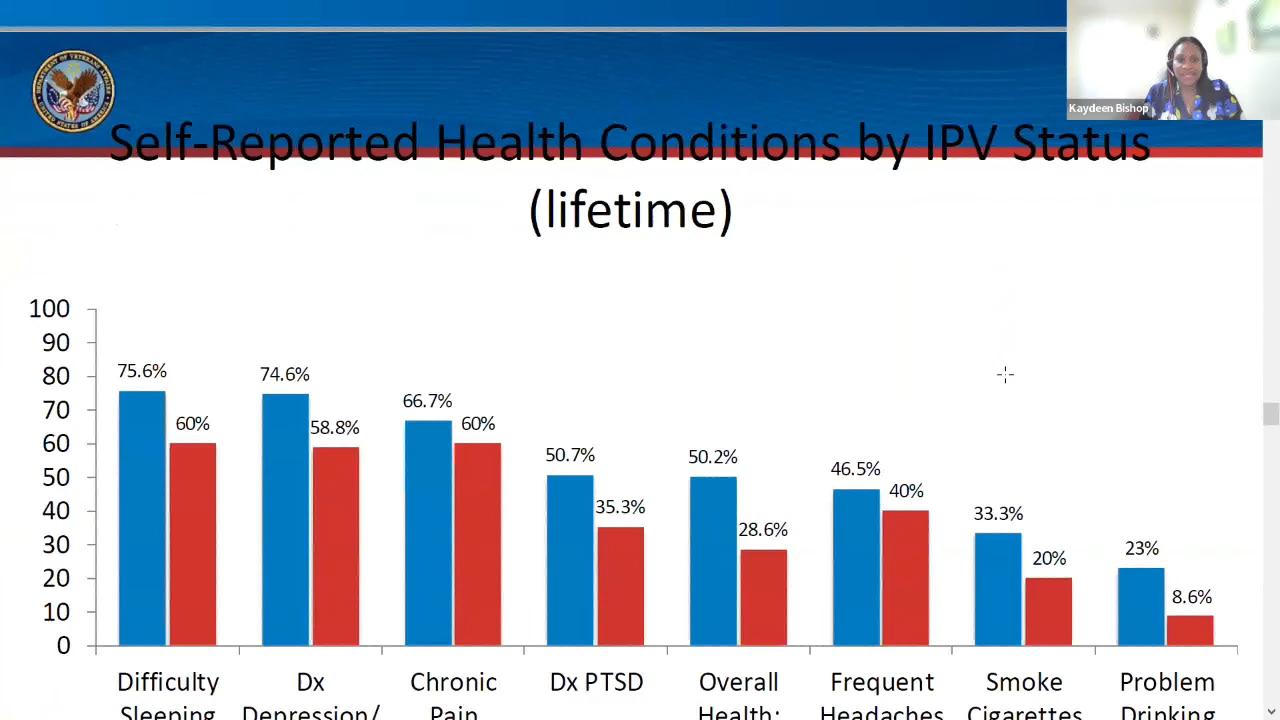 Kaydeen Bishop
Self-Reported Health Conditions by IPV Status
(lifetime)
100
90
80
70
60
50
40
30
20
10
0
75.6%
60%
74.6%
58.8%
66.7%
60%
50.7%
35.3%
50.2%
28.6%
46.5%
40%
33.3%
20%
23%
8.6%
Difficulty
Sleeping
Dx
Depression/
Chronic
Pain
Dx PTSD
Overall
Health:
Frequent
Headaches
Smoke
Cigarettes
Problem
Drinking